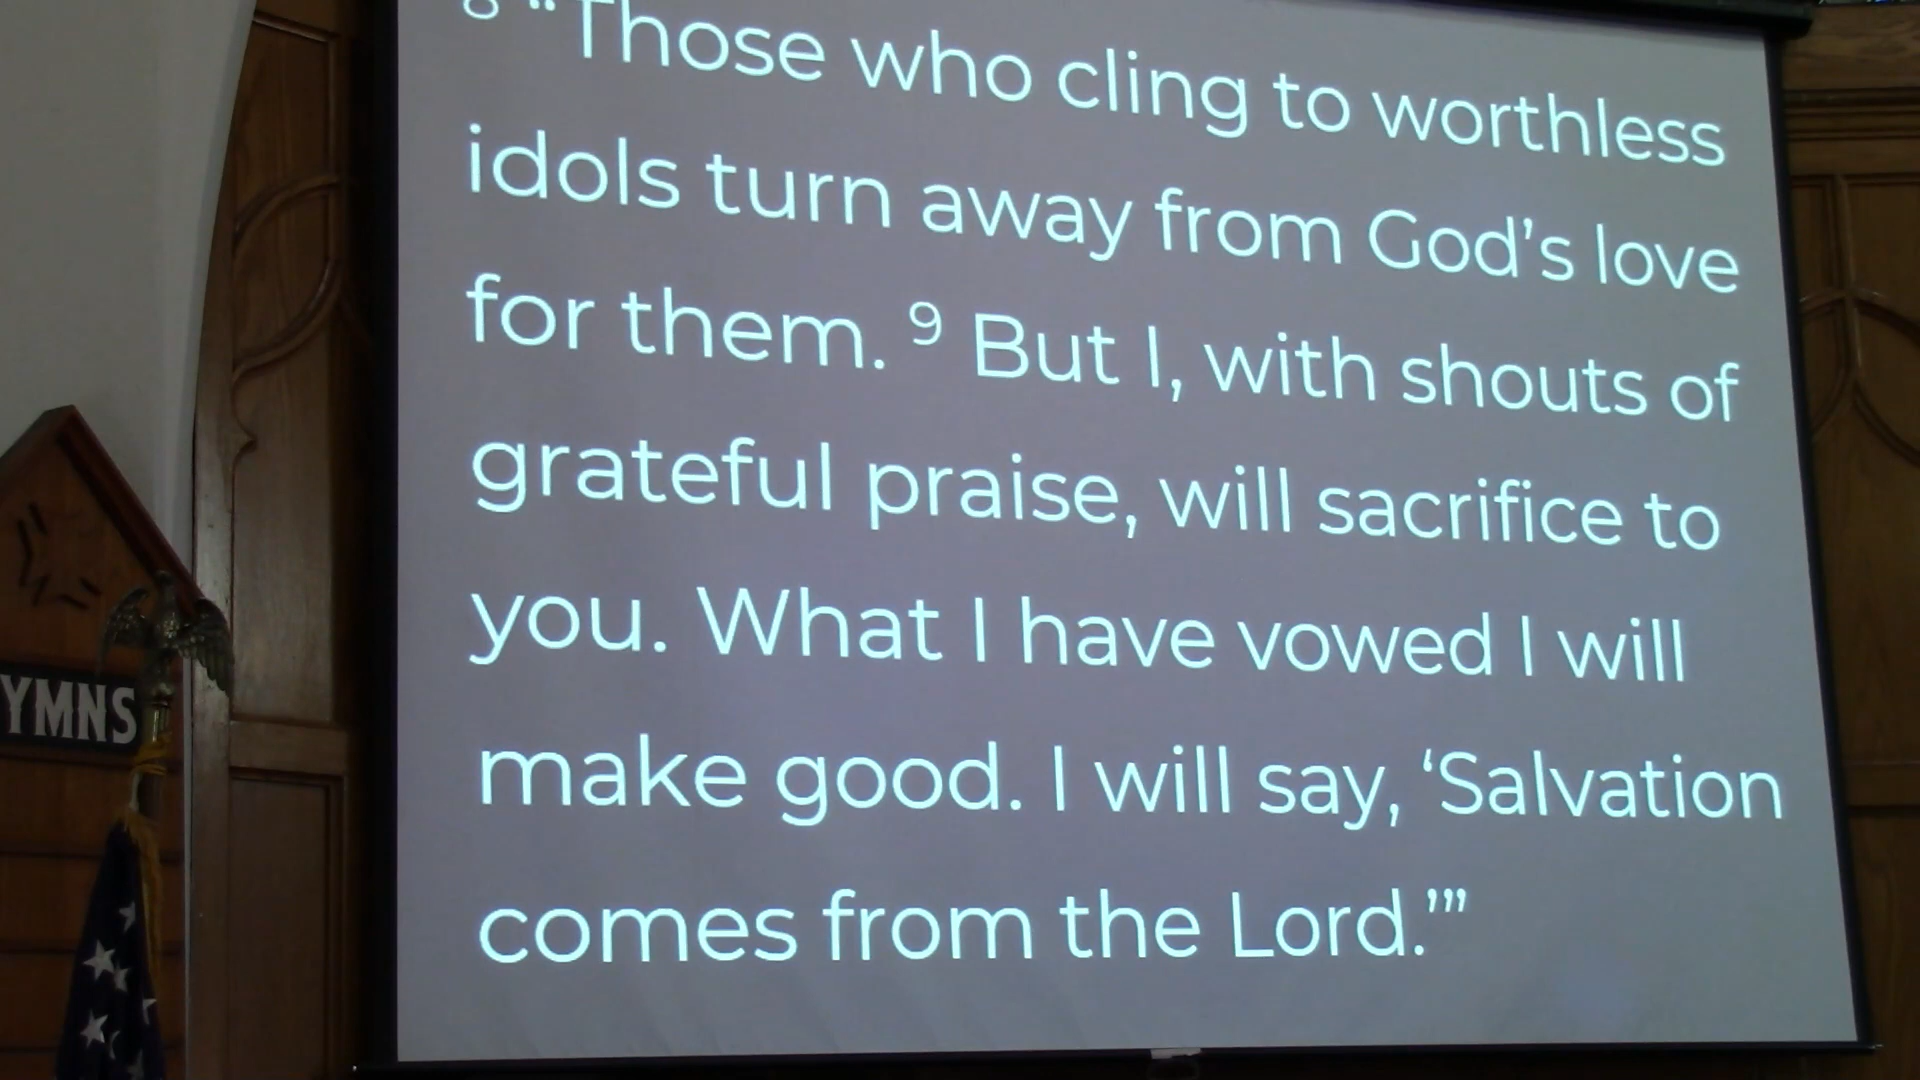 8 “Those who cling to worthless
idols turn away from God’s love
for them. 9 But I, with shouts of
grateful praise, will sacrifice to
you. What I have vowed I will
make good. I will say, ‘Salvation
comes from the Lord.’”
YMNS